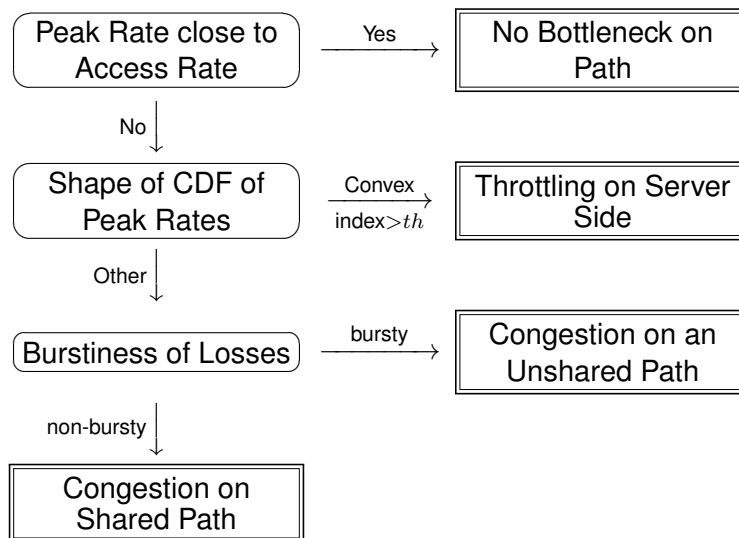 Peak Rate close to
Access Rate
Yes
No Bottleneck on
Path
No
Shape of CDF of
Peak Rates
Convex
index>th
Throttling on Server
Side
Other
Burstiness of Losses
bursty
Congestion on an
Unshared Path
non-bursty
Congestion on
Shared Path